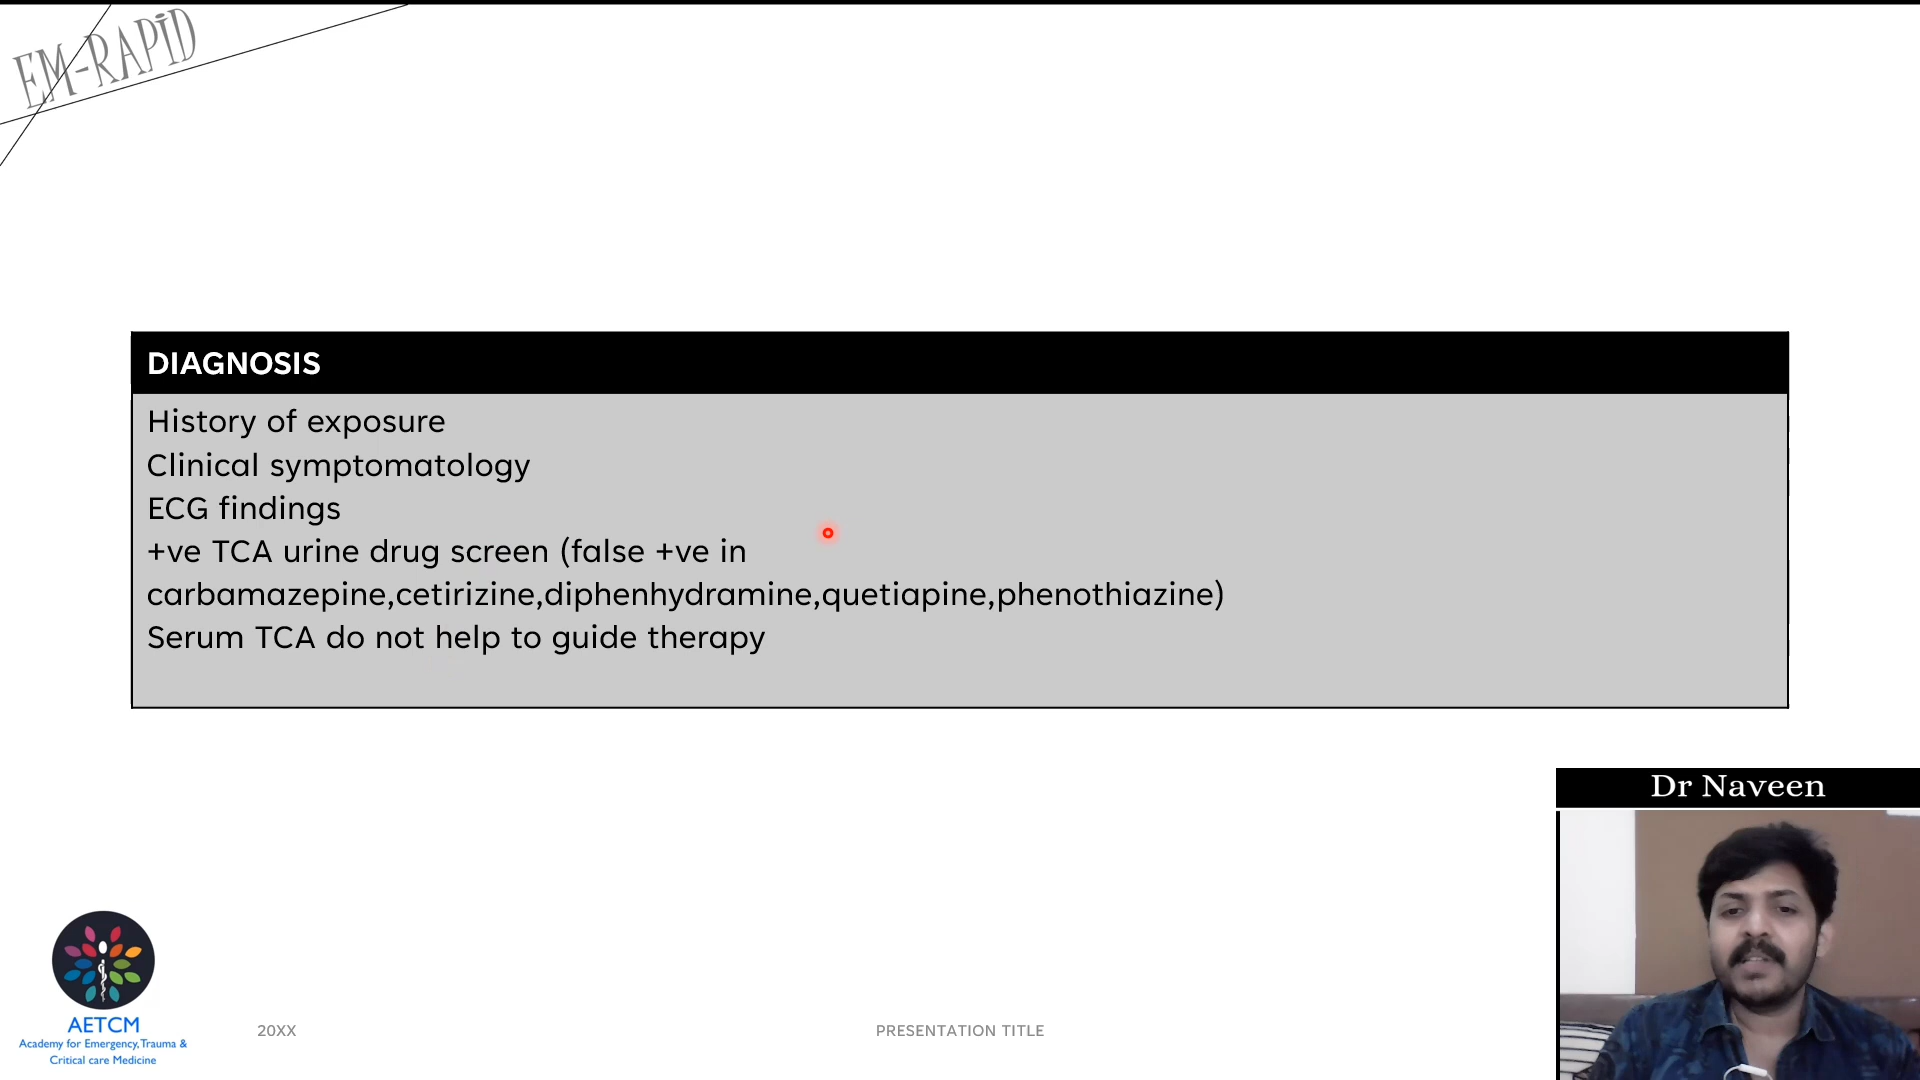 EM-RAPiD
DIAGNOSIS
History of exposure
Clinical symptomatology
ECG findings
+ve TCA urine drug screen (false +ve in
carbamazepine,cetirizine,diphenhydramine,quetiapine,phenothiazine)
Serum TCA do not help to guide therapy
Dr Naveen
AETCM
Academy for Emergency,Trauma &
Critical care Medicine
20XX
PRESENTATION TITLE